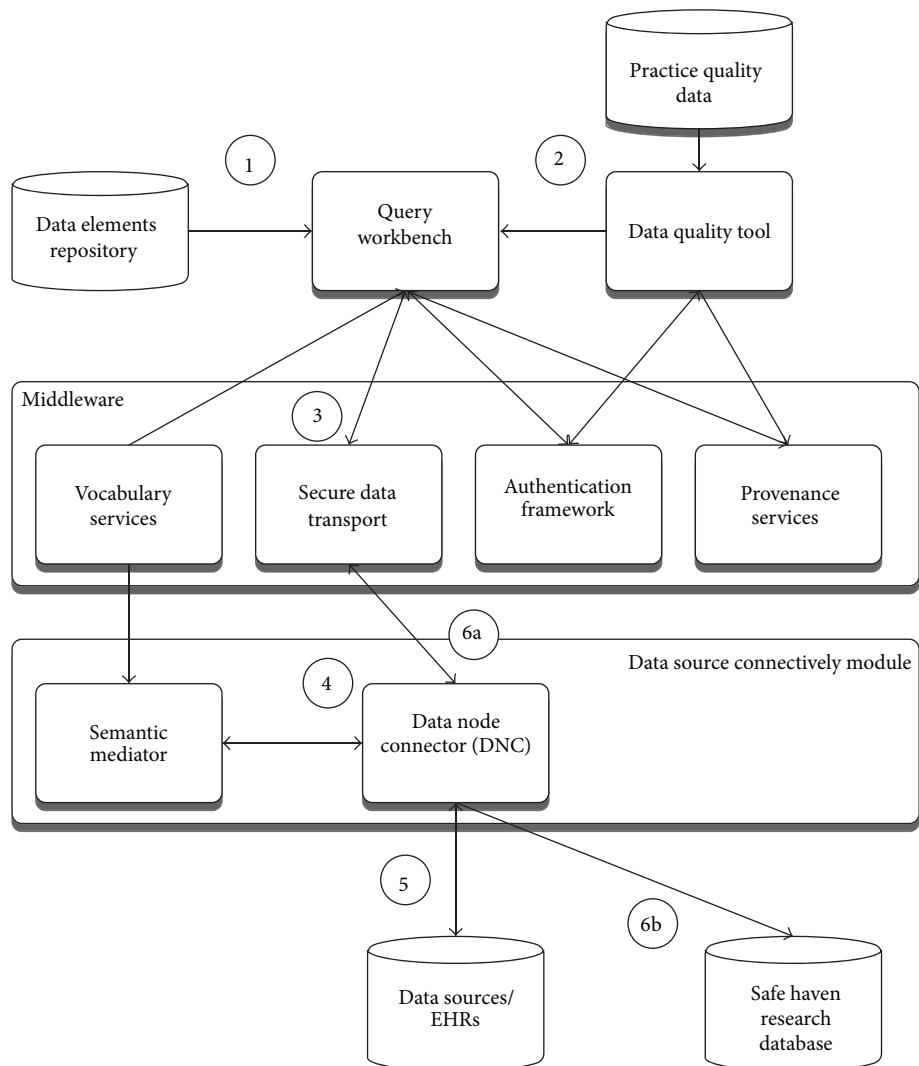 Practice quality
data
1
2
Data elements
repository
Query
workbench
Data quality tool
Middleware
3
Vocabulary
services
Secure data
transport
Authentication
framework
Provenance
services
6a
Data source connectively module
4
Semantic
mediator
Data node
connector (DNC)
5
6b
Data sources/
EHRs
Safe haven
research
database